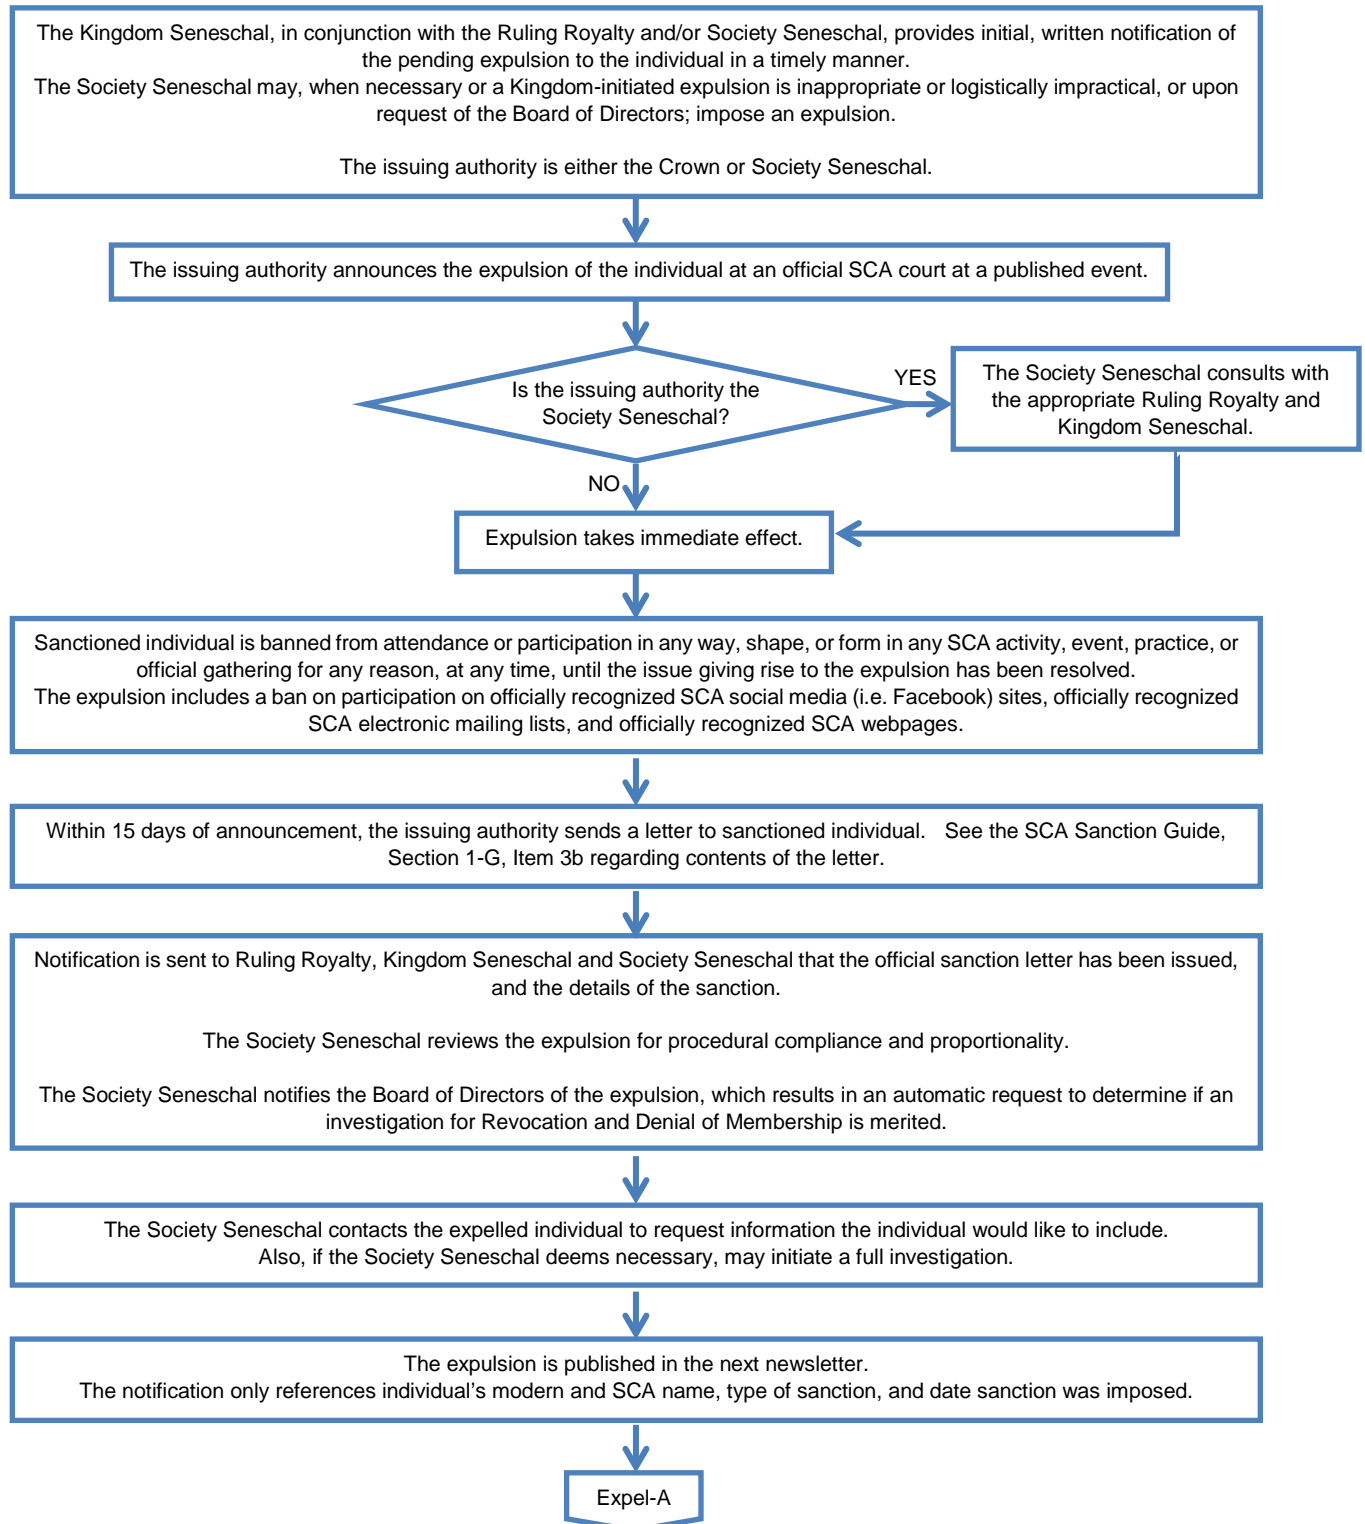 The Kingdom Seneschal, in conjunction with the Ruling Royalty and/or Society Seneschal, provides initial, written notification of
the pending expulsion to the individual in a timely manner.
The Society Seneschal may, when necessary or a Kingdom-initiated expulsion is inappropriate or logistically impractical, or upon
request of the Board of Directors; impose an expulsion.
The issuing authority is either the Crown or Society Seneschal.
The issuing authority announces the expulsion of the individual at an official SCA court at a published event.
Is the issuing authority the
Society Seneschal?
YES
The Society Seneschal consults with
the appropriate Ruling Royalty and
Kingdom Seneschal.
NO
Expulsion takes immediate effect.
Sanctioned individual is banned from attendance or participation in any way, shape, or form in any SCA activity, event, practice, or
official gathering for any reason, at any time, until the issue giving rise to the expulsion has been resolved.
The expulsion includes a ban on participation on officially recognized SCA social media (i.e. Facebook) sites, officially recognized
SCA electronic mailing lists, and officially recognized SCA webpages.
Within 15 days of announcement, the issuing authority sends a letter to sanctioned individual. See the SCA Sanction Guide,
Section 1-G, Item 3b regarding contents of the letter.
Notification is sent to Ruling Royalty, Kingdom Seneschal and Society Seneschal that the official sanction letter has been issued,
and the details of the sanction.
The Society Seneschal reviews the expulsion for procedural compliance and proportionality.
The Society Seneschal notifies the Board of Directors of the expulsion, which results in an automatic request to determine if an
investigation for Revocation and Denial of Membership is merited.
The Society Seneschal contacts the expelled individual to request information the individual would like to include.
Also, if the Society Seneschal deems necessary, may initiate a full investigation.
The expulsion is published in the next newsletter.
The notification only references individual's modern and SCA name, type of sanction, and date sanction was imposed.
Expel-A